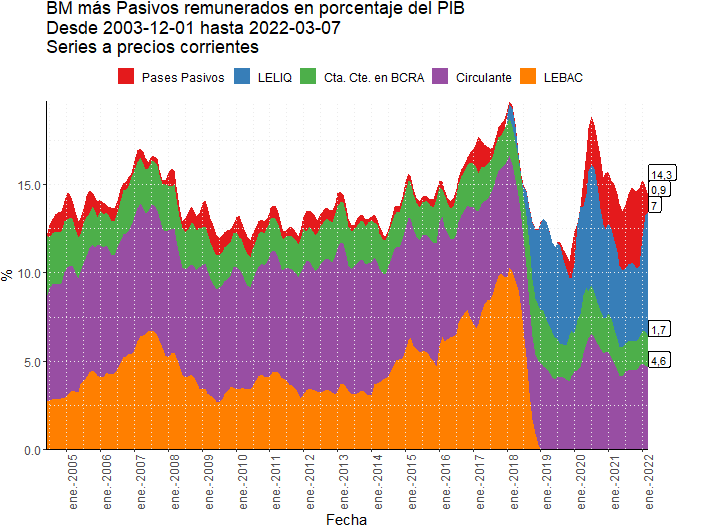 BM más Pasivos remunerados en porcentaje del PIB
Desde 2003-12-01 hasta 2022-03-07
Series a precios corrientes
Pases Pasivos LELIQ Cta. Cte. en BCRA Circulante LEBAC
%
15.0
10.0
5.0
0.0
14,3
0,9
7
1,7
4,6
ene.-2005
ene.-2006
ene.-2007
ene.-2008
ene.-2009
ene.-2010
ene.-2011
ene.-2012
ene.-2013
ene.-2014
ene.-2015
ene.-2016
ene.-2017
ene.-2018
ene.-2019
ene.-2020
ene.-2021
ene.-2022
Fecha